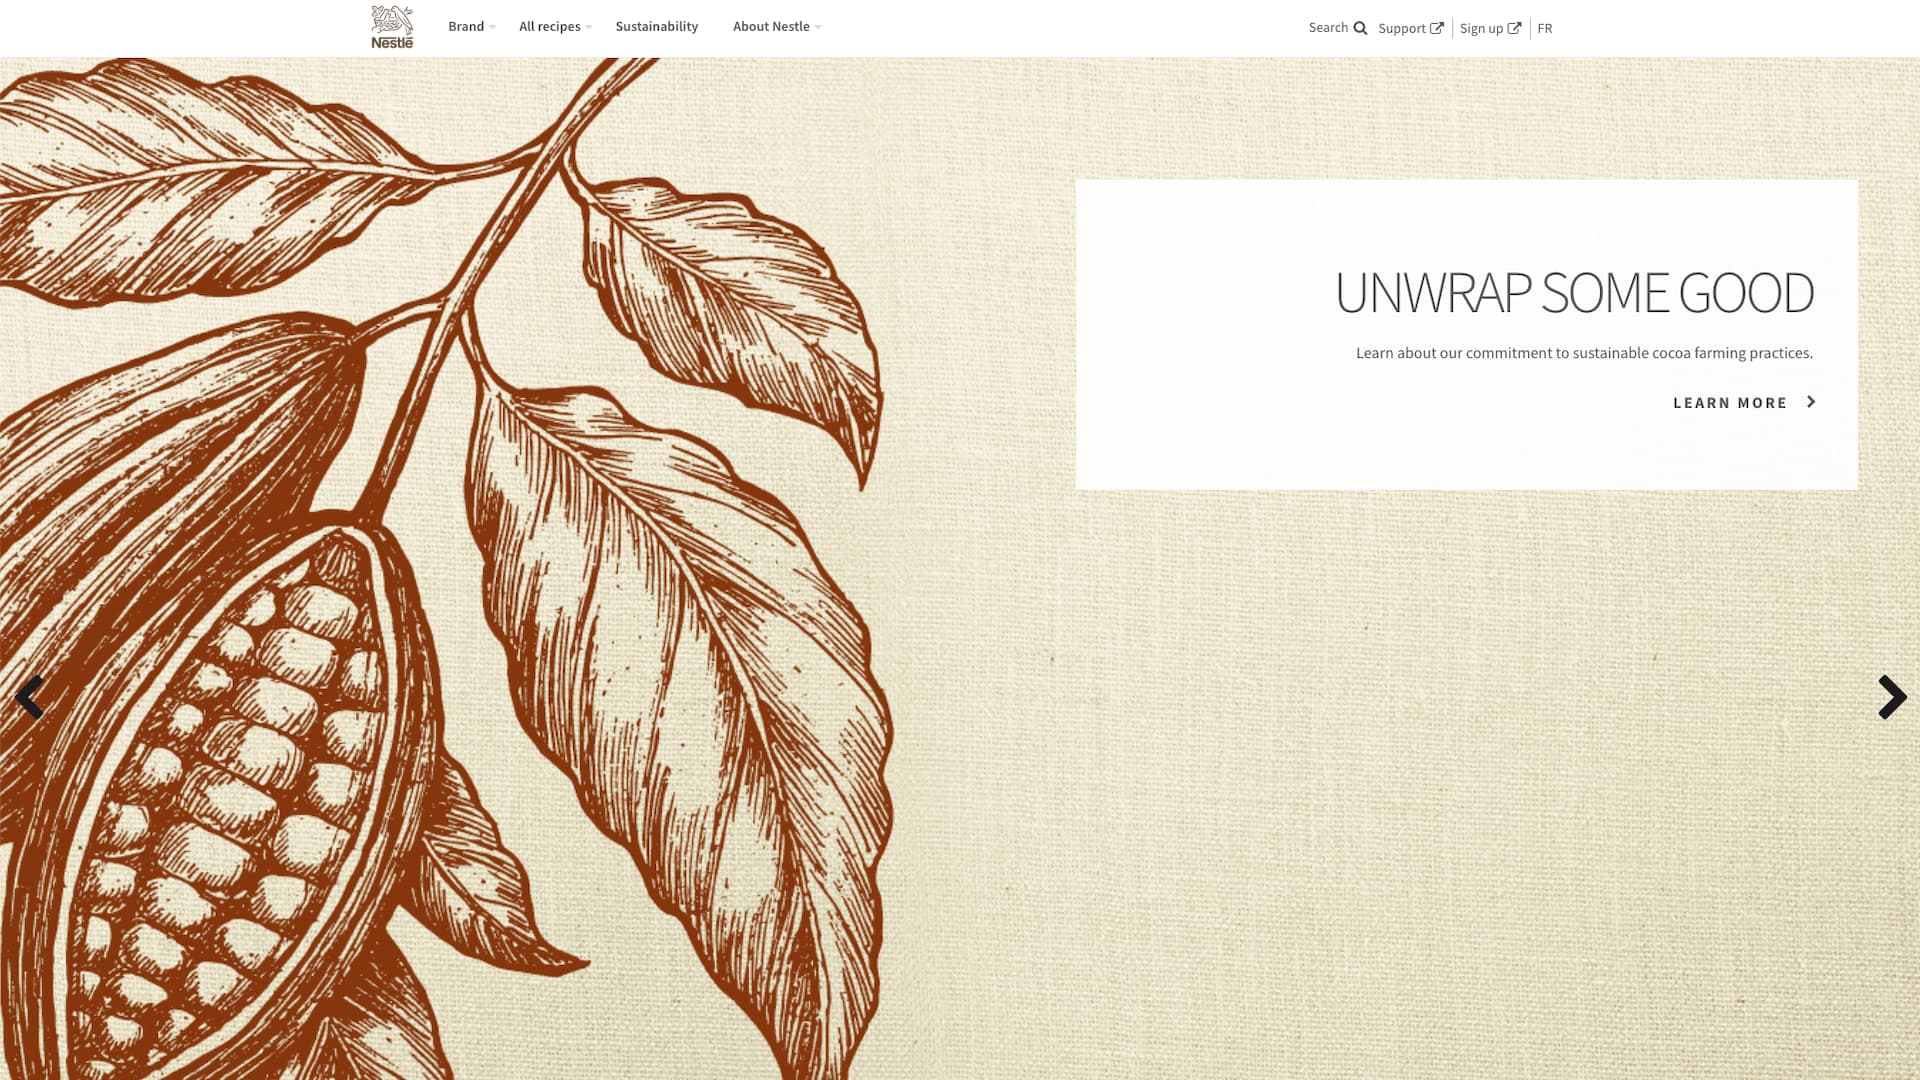 Nestlé
Brand
All recipes
Sustainability
About Nestle
Search
Support
Sign up
FR
UNWRAP SOME GOOD
Learn about our commitment to sustainable cocoa farming practices.
LEARN MORE